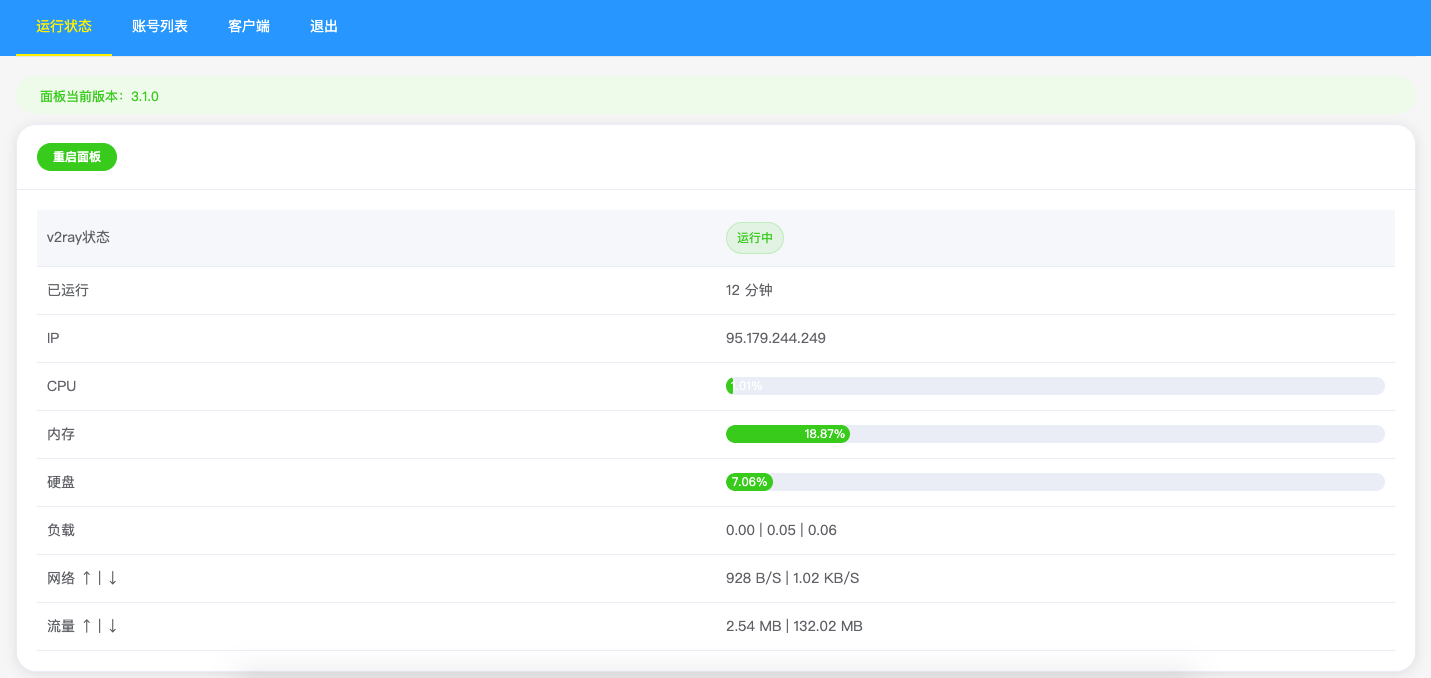 运行状态 账号列表 客户端 退出
面板当前版本：3.1.0
重启面板
v2ray状态 运行中
已运行 12 分钟
IP 95.179.244.249
CPU 1.01%
内存 18.87%
硬盘 7.06%
负载 0.00 | 0.05 | 0.06
网络 ↑ | ↓ 928 B/S | 1.02 KB/S
流量 ↑ | ↓ 2.54 MB | 132.02 MB